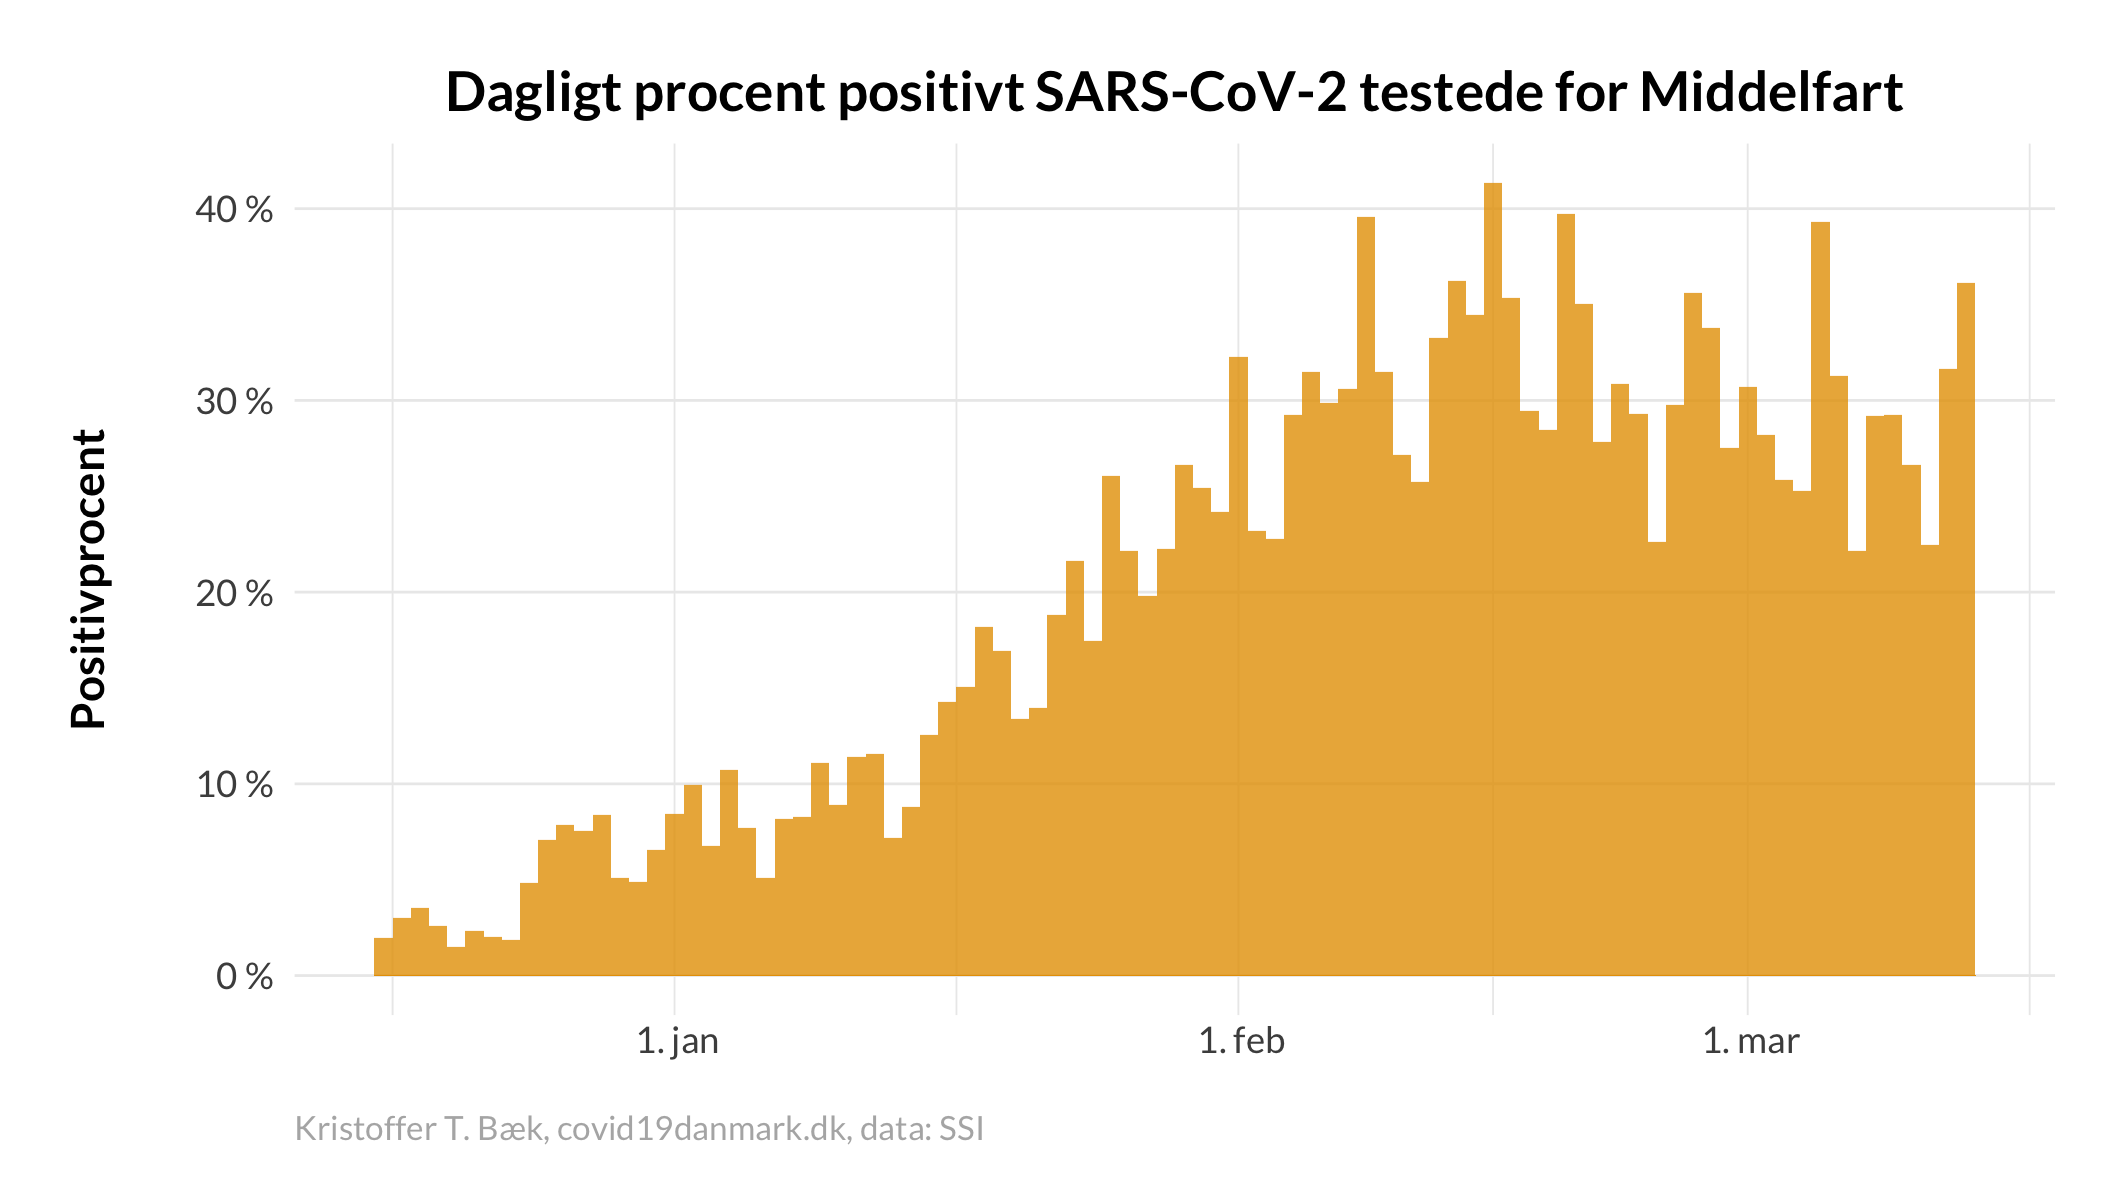 Dagligt procent positivt SARS-CoV-2 testede for Middelfart
Positivprocent
40 %
30 %
20 %
10 %
0 %
1. jan
1. feb
1. mar
Kristoffer T. Bæk, covid19danmark.dk, data: SSI